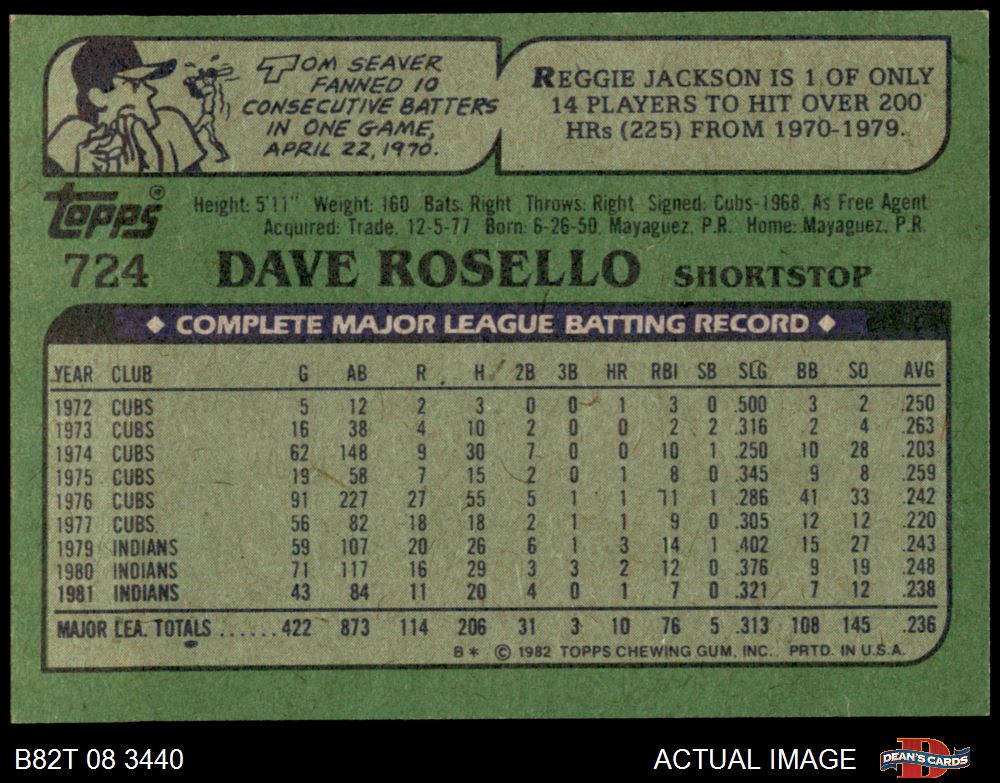 TOM SEAVER
FANNED 10
CONSECUTIVE BATTERS
IN ONE GAME,
APRIL 22, 1970.
REGGIE JACKSON IS 1 OF ONLY
14 PLAYERS TO HIT OVER 200
HRs (225) FROM 1970-1979.
topps®
Height: 5'11" Weight: 160 Bats: Right Throws: Right Signed: Cubs-1968, As Free Agent
Acquired: Trade, 12-5-77 Born: 6-26-50, Mayaguez, P.R. Home: Mayaguez, P.R.
724 DAVE ROSELLO SHORTSTOP
◆ COMPLETE MAJOR LEAGUE BATTING RECORD ◆
YEAR CLUB G AB R H 2B 3B HR RBI SB SLG BB SO AVG
1972 CUBS 5 12 2 3 0 0 1 3 0 .500 3 2 .250
1973 CUBS 16 38 4 10 2 0 0 2 2 .316 2 4 .263
1974 CUBS 62 148 9 30 7 0 0 10 1 .250 10 28 .203
1975 CUBS 19 58 7 15 2 0 1 8 0 .345 9 8 .259
1976 CUBS 91 227 27 55 5 1 1 11 1 .286 41 33 .242
1977 CUBS 56 82 18 18 2 1 1 9 0 .305 12 12 .220
1979 INDIANS 59 107 20 26 6 1 3 14 1 .402 15 27 .243
1980 INDIANS 71 117 16 29 3 3 2 12 0 .376 9 19 .248
1981 INDIANS 43 84 11 20 4 0 1 7 0 .321 7 12 .238
MAJOR LEA. TOTALS ......422 873 114 206 31 3 10 76 5 .313 108 145 .236
B* © 1982 TOPPS CHEWING GUM, INC. PRTD. IN U.S.A.
B82T 08 3440 ACTUAL IMAGE DEAN'S CARDS